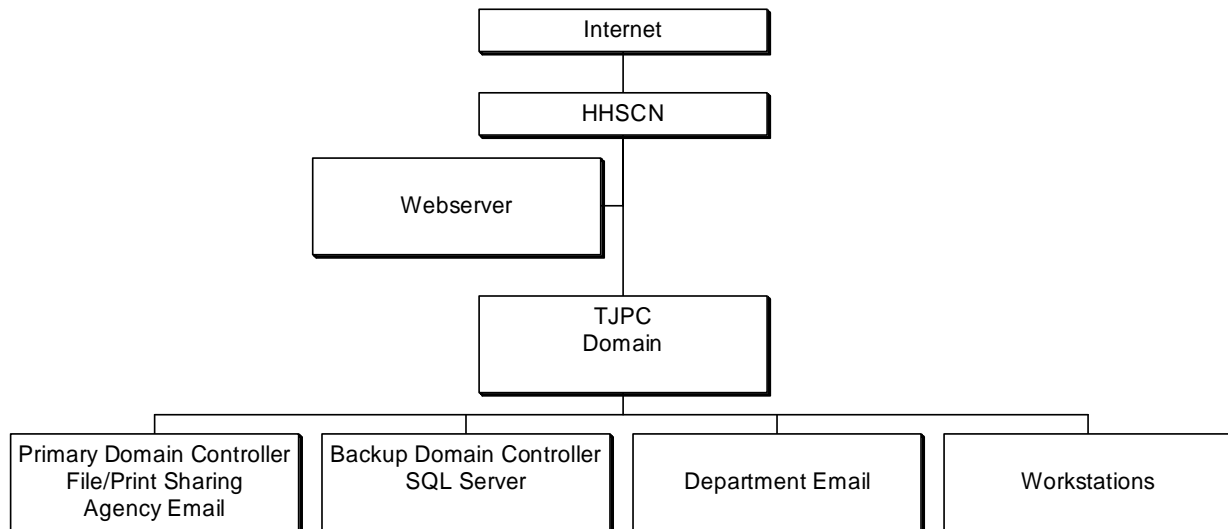 Internet
HHSCN
Webserver
TJPC
Domain
Primary Domain Controller
File/Print Sharing
Agency Email
Backup Domain Controller
SQL Server
Department Email
Workstations